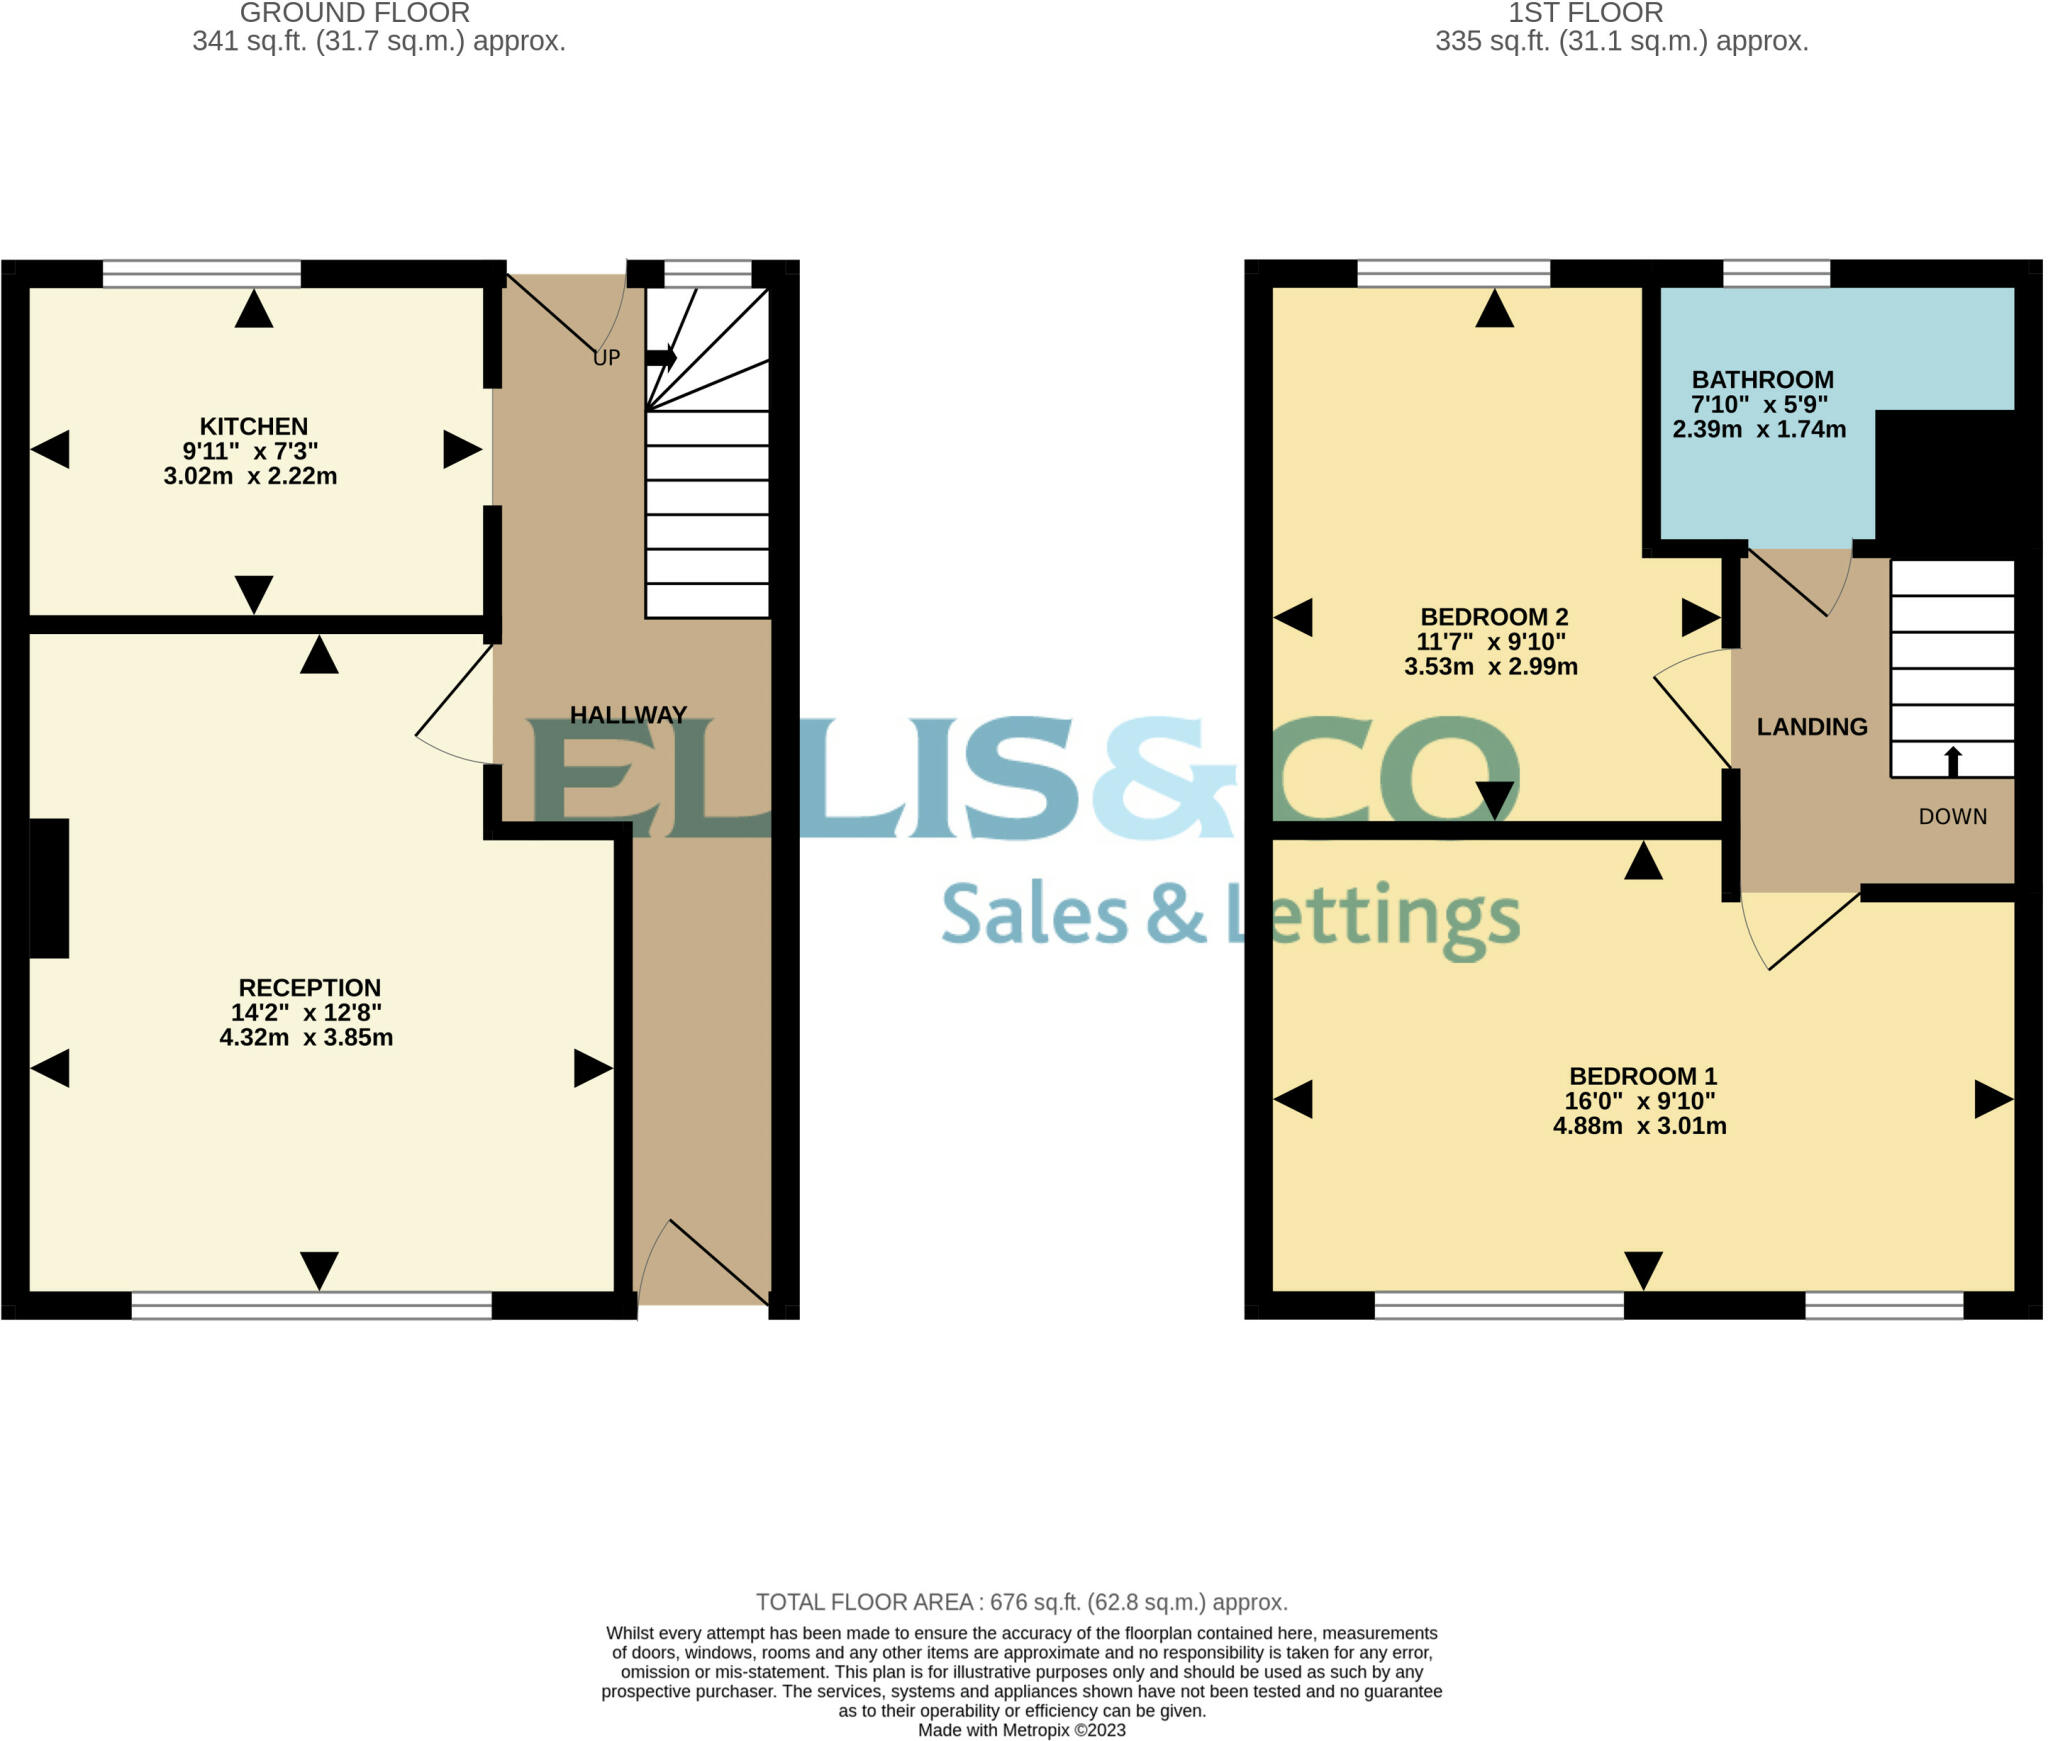 GROUND FLOOR
341 sq.ft. (31.7 sq.m.) approx.
1ST FLOOR
335 sq.ft. (31.1 sq.m.) approx.
UP
KITCHEN
9'11" x 7'3"
3.02m x 2.22m
HALLWAY
RECEPTION
14'2" x 12'8"
4.32m x 3.85m
BATHROOM
7'10" x 5'9"
2.39m x 1.74m
BEDROOM 2
11'7" x 9'10"
3.53m x 2.99m
LANDING
DOWN
BEDROOM 1
16'0" x 9'10"
4.88m x 3.01m
ELLIS&CO
Sales & Lettings
TOTAL FLOOR AREA : 676 sq.ft. (62.8 sq.m.) approx.
Whilst every attempt has been made to ensure the accuracy of the floorplan contained here, measurements
of doors, windows, rooms and any other items are approximate and no responsibility is taken for any error,
omission or mis-statement. This plan is for illustrative purposes only and should be used as such by any
prospective purchaser. The services, systems and appliances shown have not been tested and no guarantee
as to their operability or efficiency can be given.
Made with Metropix ©2023